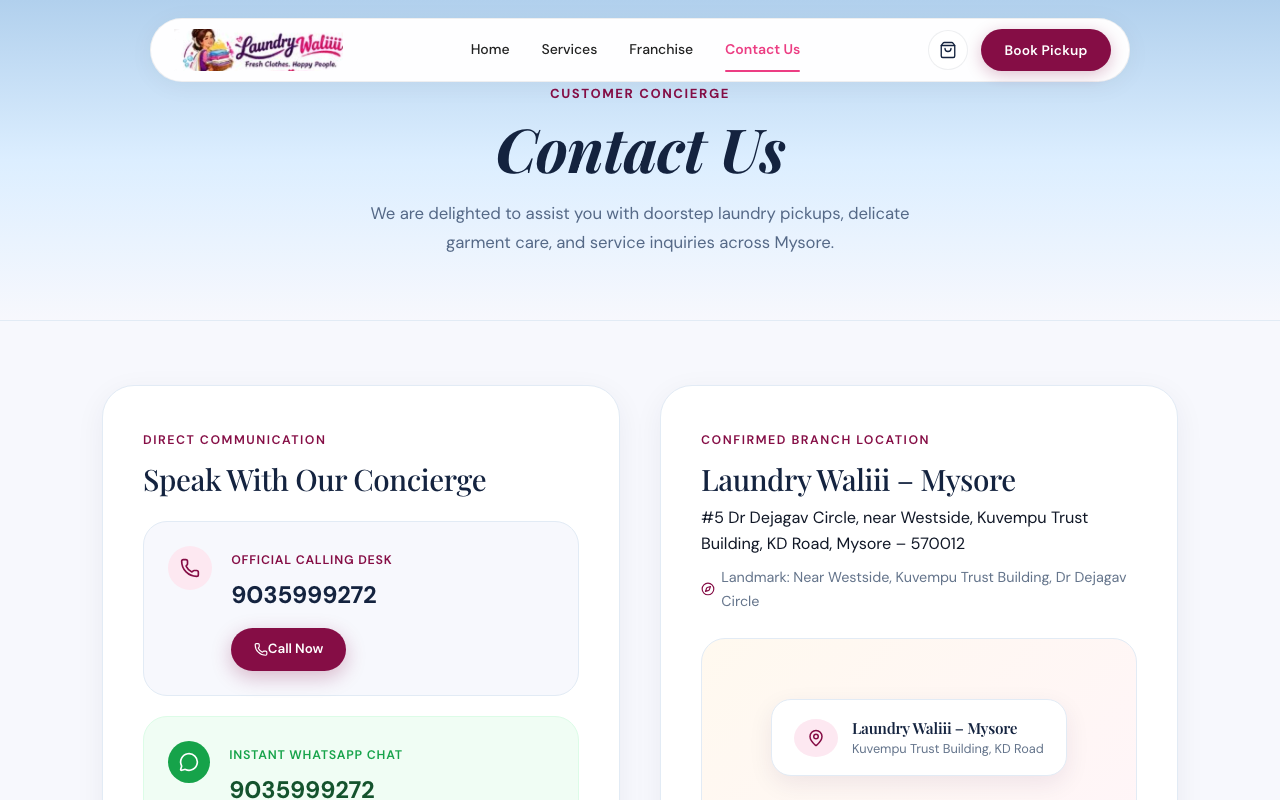 LaundryWaliiii
Fresh Clothes. Happy People.
Home
Services
Franchise
Contact Us
Book Pickup
CUSTOMER CONCIERGE
Contact Us
We are delighted to assist you with doorstep laundry pickups, delicate
garment care, and service inquiries across Mysore.
DIRECT COMMUNICATION
Speak With Our Concierge
OFFICIAL CALLING DESK
9035999272
Call Now
INSTANT WHATSAPP CHAT
9035999272
CONFIRMED BRANCH LOCATION
Laundry Waliii – Mysore
#5 Dr Dejagav Circle, near Westside, Kuvempu Trust
Building, KD Road, Mysore – 570012
Landmark: Near Westside, Kuvempu Trust Building, Dr Dejagav
Circle
Laundry Waliii – Mysore
Kuvempu Trust Building, KD Road